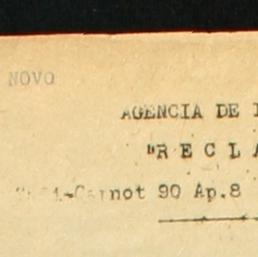 NOVO
AGENCIA DE
"RECLA
Carnot 90 Ap.8